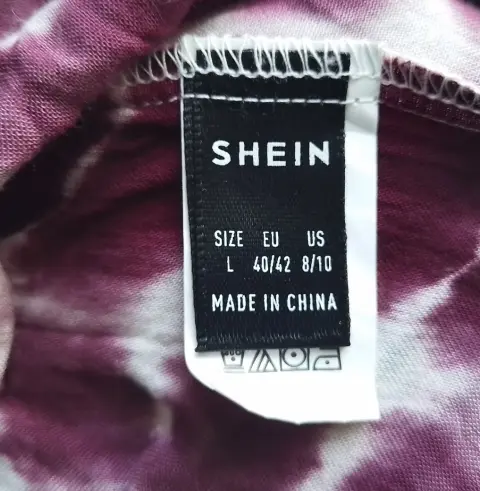 SHEIN
SIZE EU US
L 40/42 8/10
MADE IN CHINA